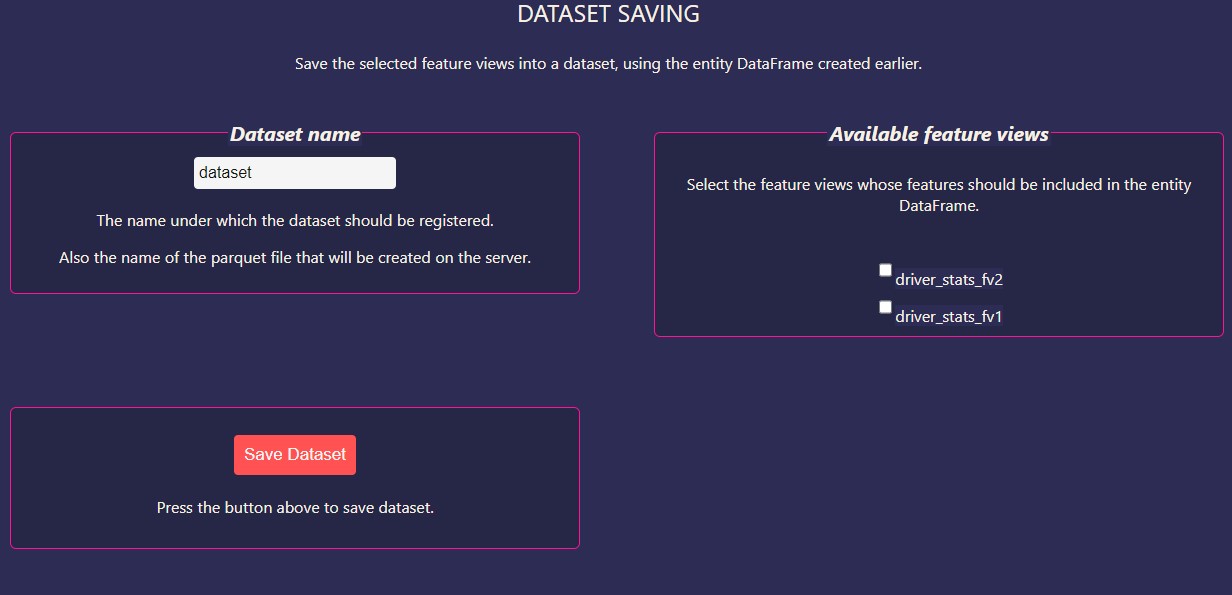 DATASET SAVING
Save the selected feature views into a dataset, using the entity DataFrame created earlier.
Dataset name
dataset
The name under which the dataset should be registered.
Also the name of the parquet file that will be created on the server.
Available feature views
Select the feature views whose features should be included in the entity
DataFrame.
driver_stats_fv2
driver_stats_fv1
Save Dataset
Press the button above to save dataset.